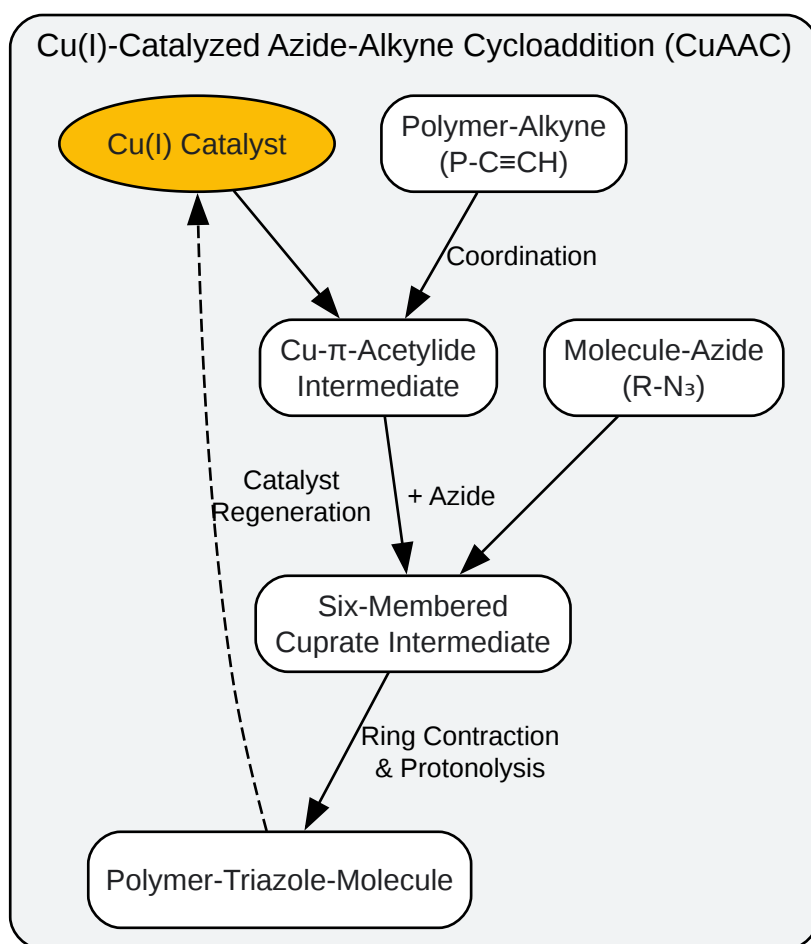 Cu(I)-Catalyzed Azide-Alkyne Cycloaddition (CuAAC)
Cu(I) Catalyst
Polymer-Alkyne
(P-C≡CH)
Coordination
Cu-π-Acetylide
Intermediate
Molecule-Azide
(R-N₃)
Catalyst
Regeneration
+ Azide
Six-Membered
Cuprate Intermediate
Ring Contraction
& Protonolysis
Polymer-Triazole-Molecule